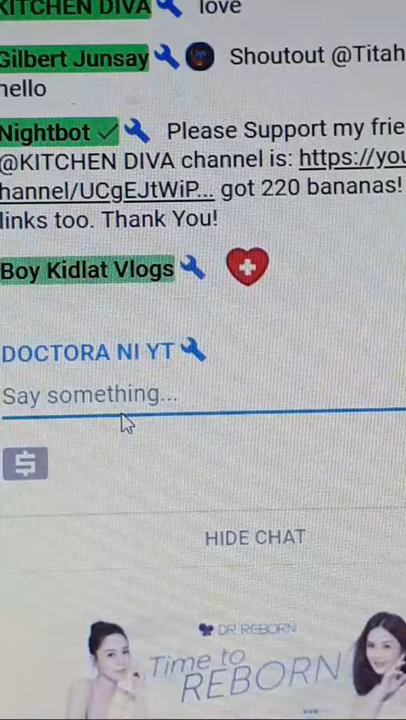 KITCHEN DIVA love
Gilbert Junsay Shoutout @Titah
hello
Nightbot Please Support my frie
@KITCHEN DIVA channel is: https://you
hannel/UCgEJtWiP... got 220 bananas!
links too. Thank You!
Boy Kidlat Vlogs
DOCTORA NI YT
Say something...
$
HIDE CHAT
DR REBORN
Time to
REBORN